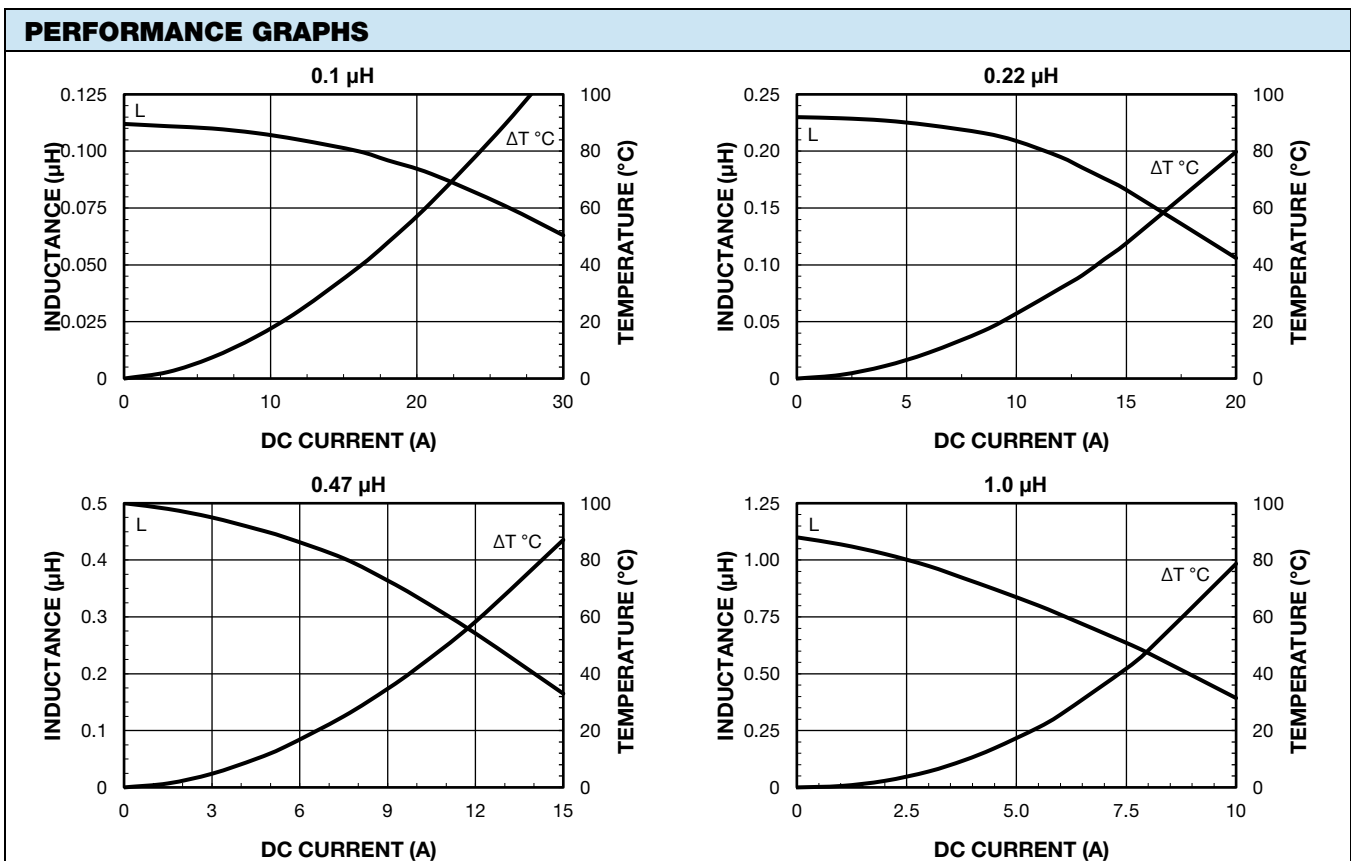 PERFORMANCE GRAPHS
0.1 µH
0.125
0.100
0.075
0.050
0.025
0
INDUCTANCE (µH)
L
ΔT °C
100
80
60
40
20
0
TEMPERATURE (°C)
0 10 20 30
DC CURRENT (A)
0.22 µH
0.25
0.20
0.15
0.10
0.05
0
INDUCTANCE (µH)
L
ΔT °C
100
80
60
40
20
0
TEMPERATURE (°C)
0 5 10 15 20
DC CURRENT (A)
0.47 µH
0.5
0.4
0.3
0.2
0.1
0
INDUCTANCE (µH)
L
ΔT °C
100
80
60
40
20
0
TEMPERATURE (°C)
0 3 6 9 12 15
DC CURRENT (A)
1.0 µH
1.25
1.00
0.75
0.50
0.25
0
INDUCTANCE (µH)
L
ΔT °C
100
80
60
40
20
0
TEMPERATURE (°C)
0 2.5 5.0 7.5 10
DC CURRENT (A)